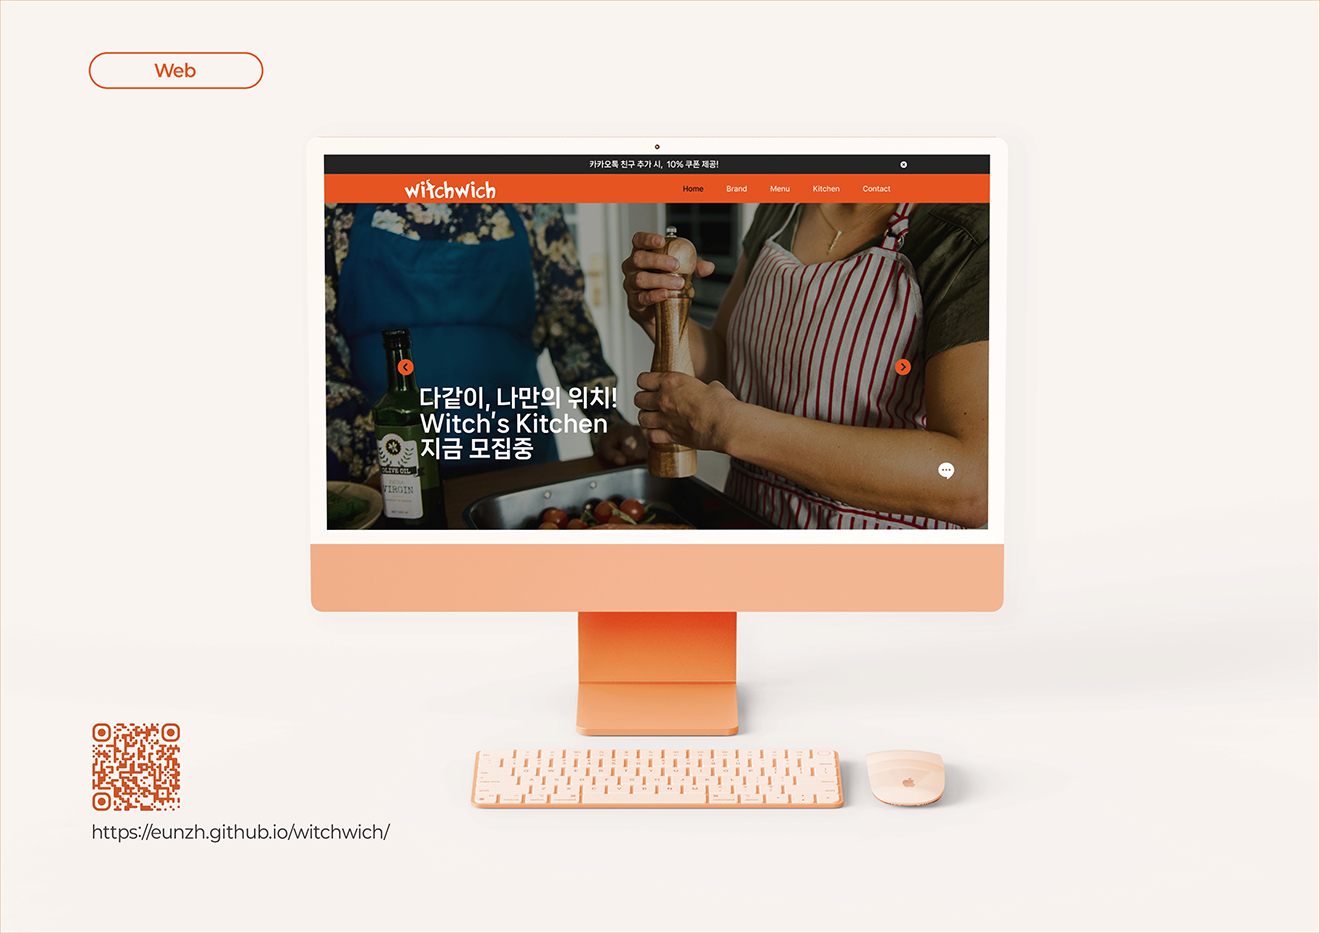 Web
카카오톡 친구 추가 시, 10% 쿠폰 제공!
witchwich
Home Brand Menu Kitchen Contact
다같이, 나만의 위치!
Witch's Kitchen
지금 모집중
OLIVE OIL
VIRGIN
https://eunzh.github.io/witchwich/